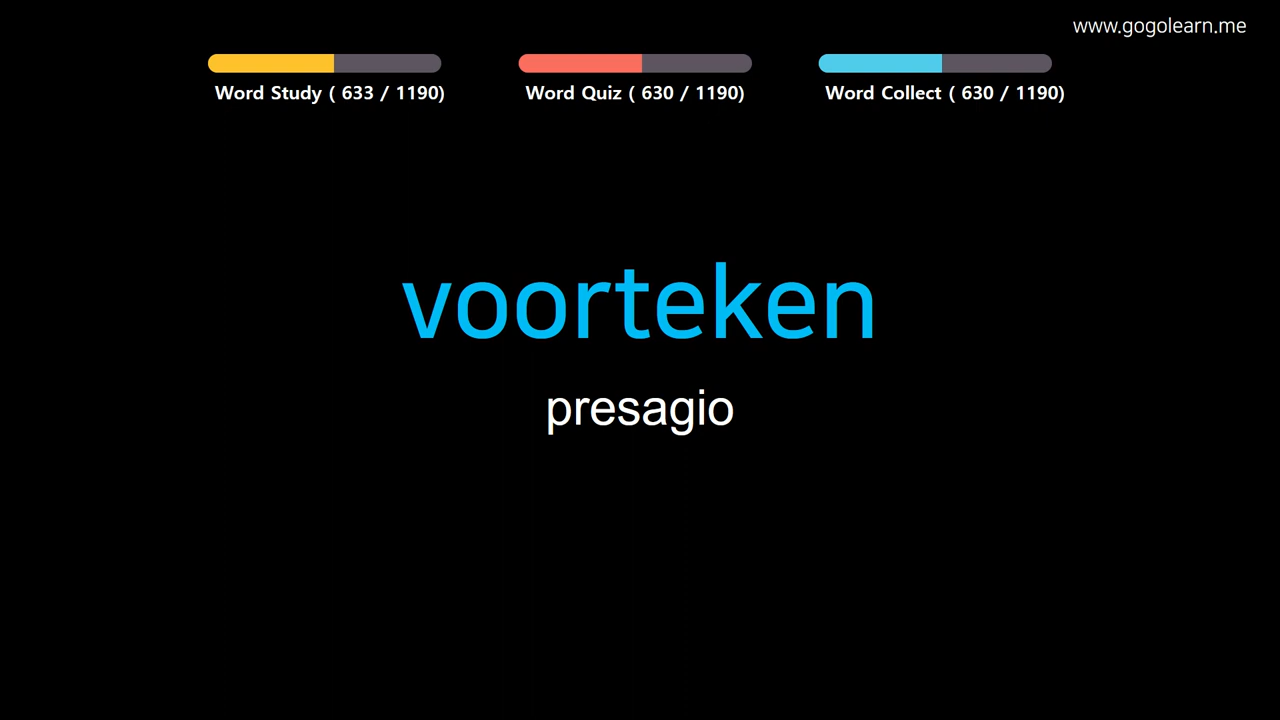 www.gogolearn.me
Word Study ( 633 / 1190)
Word Quiz ( 630 / 1190)
Word Collect ( 630 / 1190)
voorteken
presagio